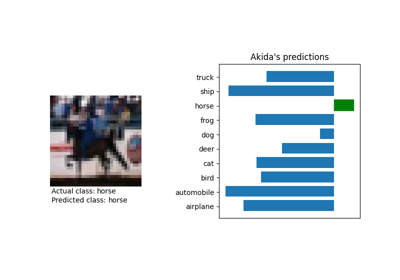 Akida's predictions
truck
ship
horse
frog
dog
deer
cat
bird
automobile
airplane
Actual class: horse
Predicted class: horse